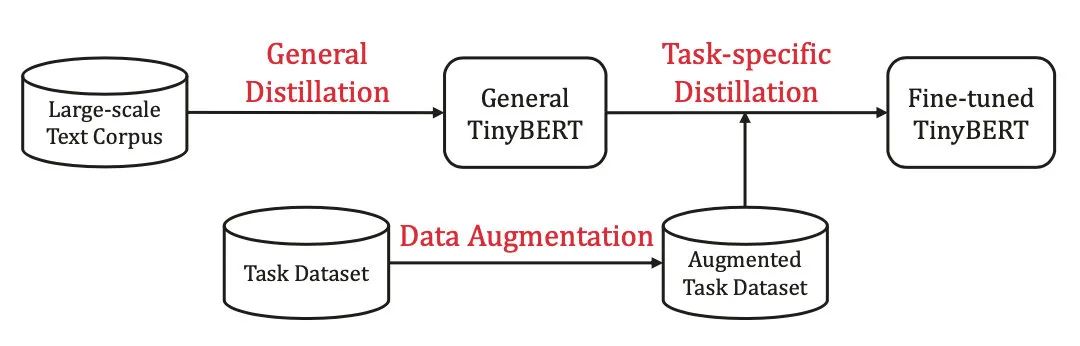 General
Distillation
Task-specific
Distillation
Large-scale
Text Corpus
General
TinyBERT
Fine-tuned
TinyBERT
Data Augmentation
Task Dataset
Augmented
Task Dataset